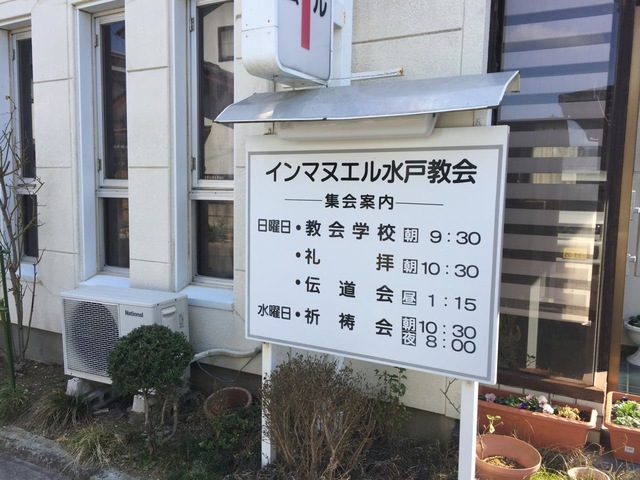 ル
インマヌエル水戸教会
集会案内
日曜日・教会学校 朝 9:30
・礼拝 朝 10:30
・伝道会 昼 1:15
水曜日・祈祷会 朝 10:30
夜 8:00
National